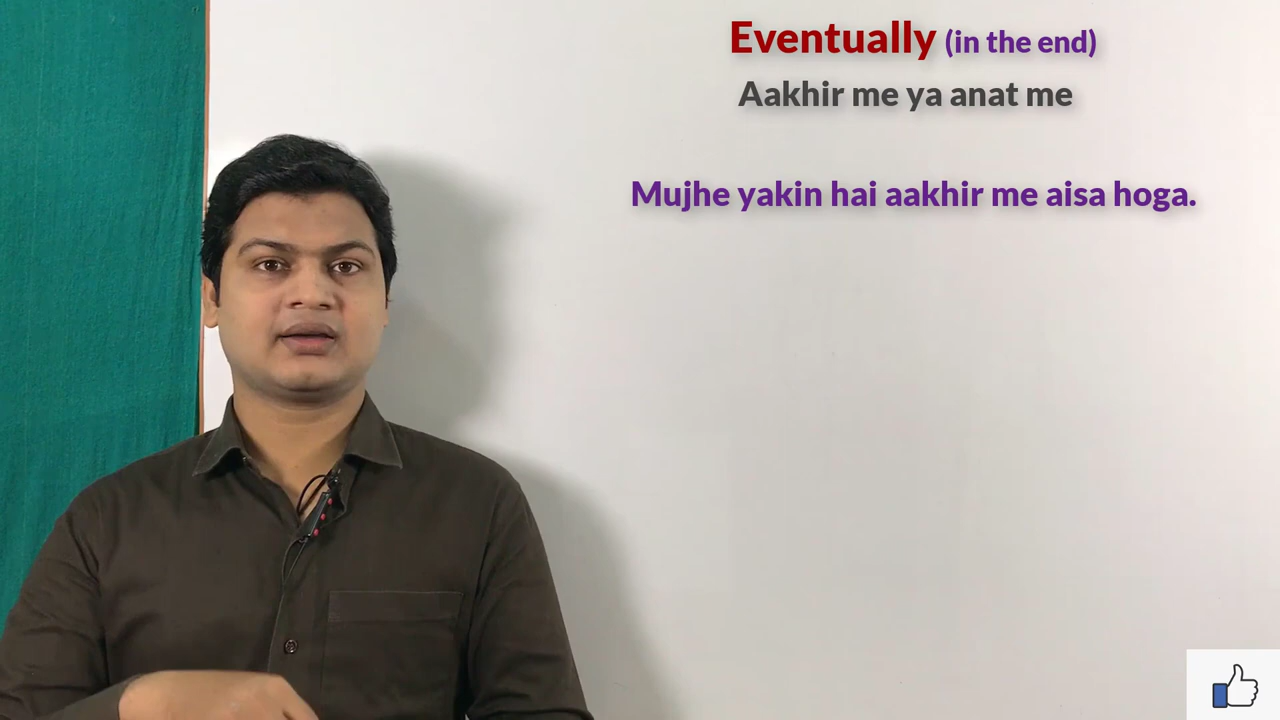 Eventually (in the end)
Aakhir me ya anat me
Mujhe yakin hai aakhir me aisa hoga.